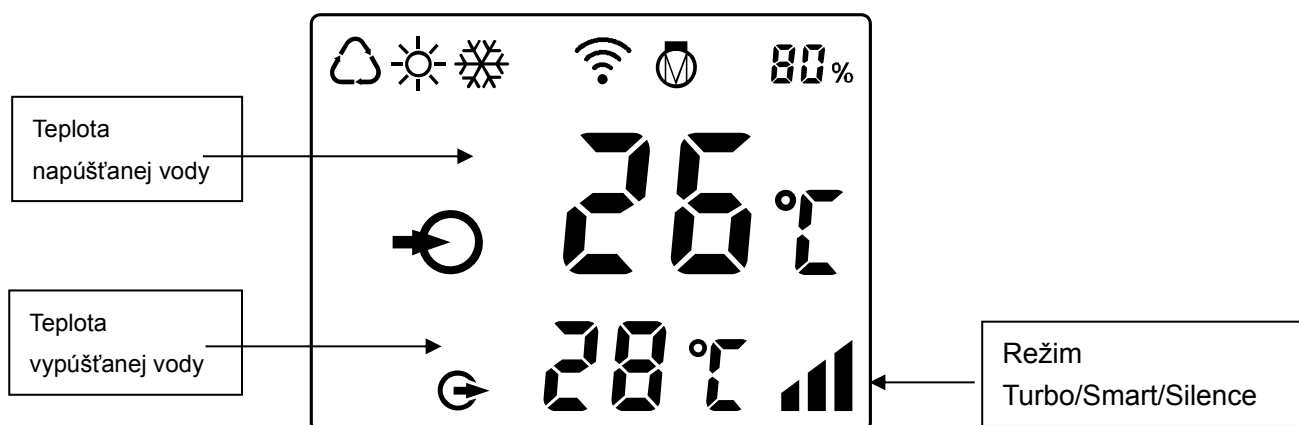 80%
Teplota
napúšťanej vody
26°C
Teplota
vypúšťanej vody
28°C
Režim
Turbo/Smart/Silence